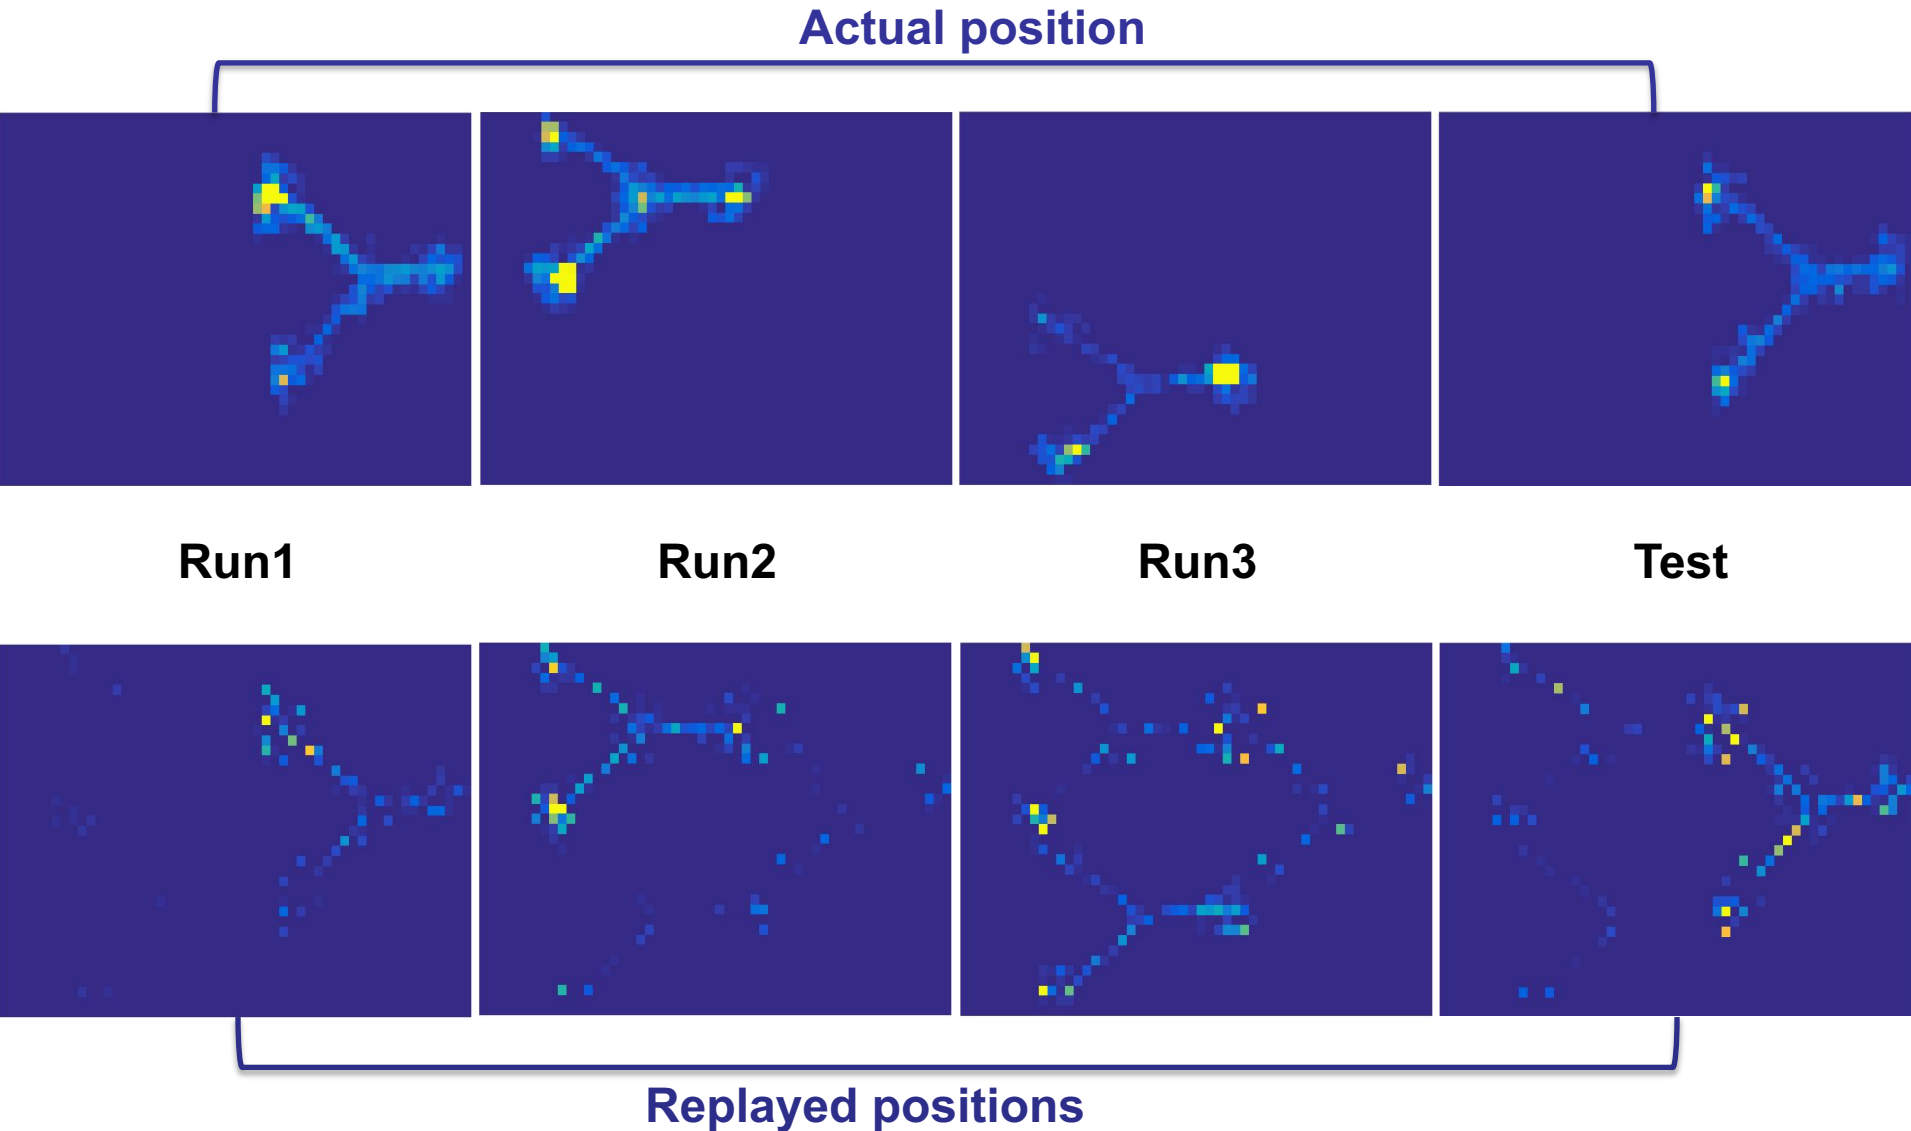 Actual position
Run1
Run2
Run3
Test
Replayed positions